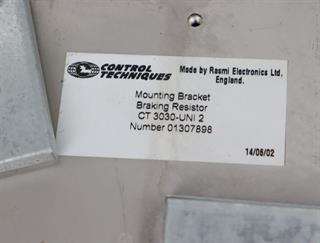 CONTROL
TECHNIQUES
Made by Rasmi Electronics Ltd,
England.
Mounting Bracket
Braking Resistor
CT 3030-UNI 2
Number 01307898
14/06/02